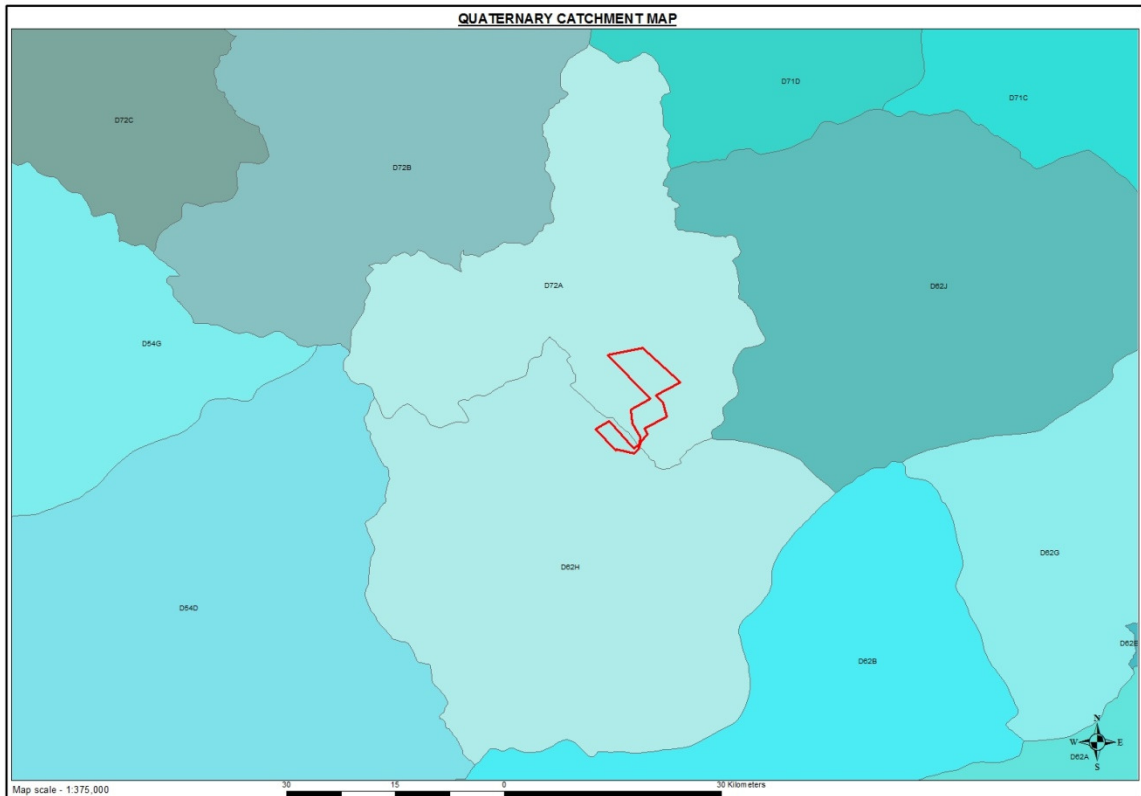 QUATERNARY CATCHMENT MAP
D71D
D71C
D72C
D72B
D72A
D62J
D54G
D62G
D62H
D54D
D62E
D62B
N
W E
S
D62A
30 15 0 30 Kilometers
Map scale - 1:375,000